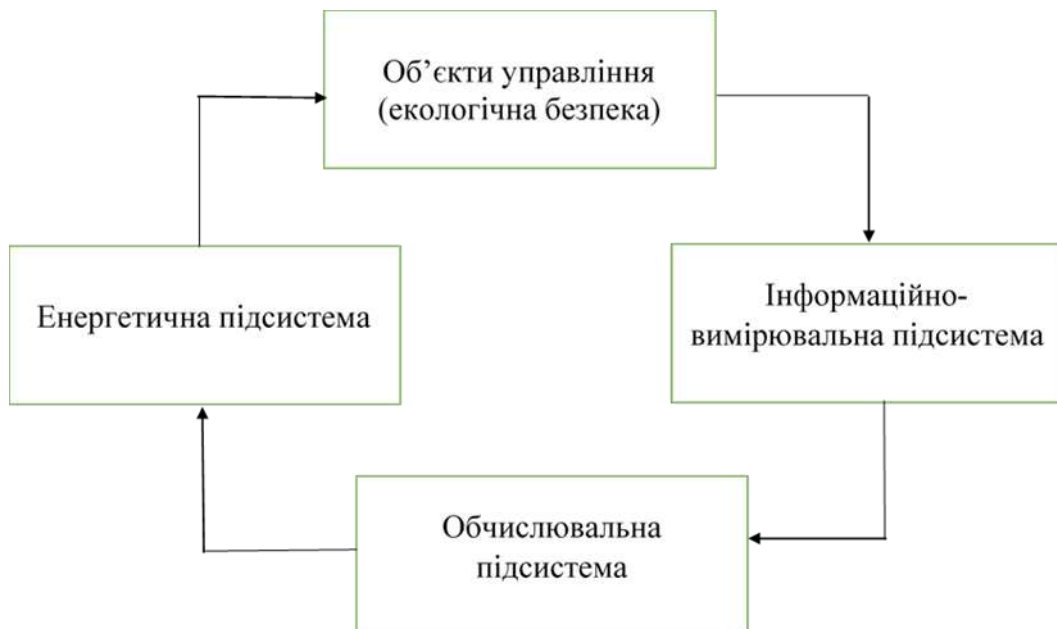 Об’єкти управління
(екологічна безпека)
Енергетична підсистема
Інформаційно-
вимірювальна підсистема
Обчислювальна
підсистема